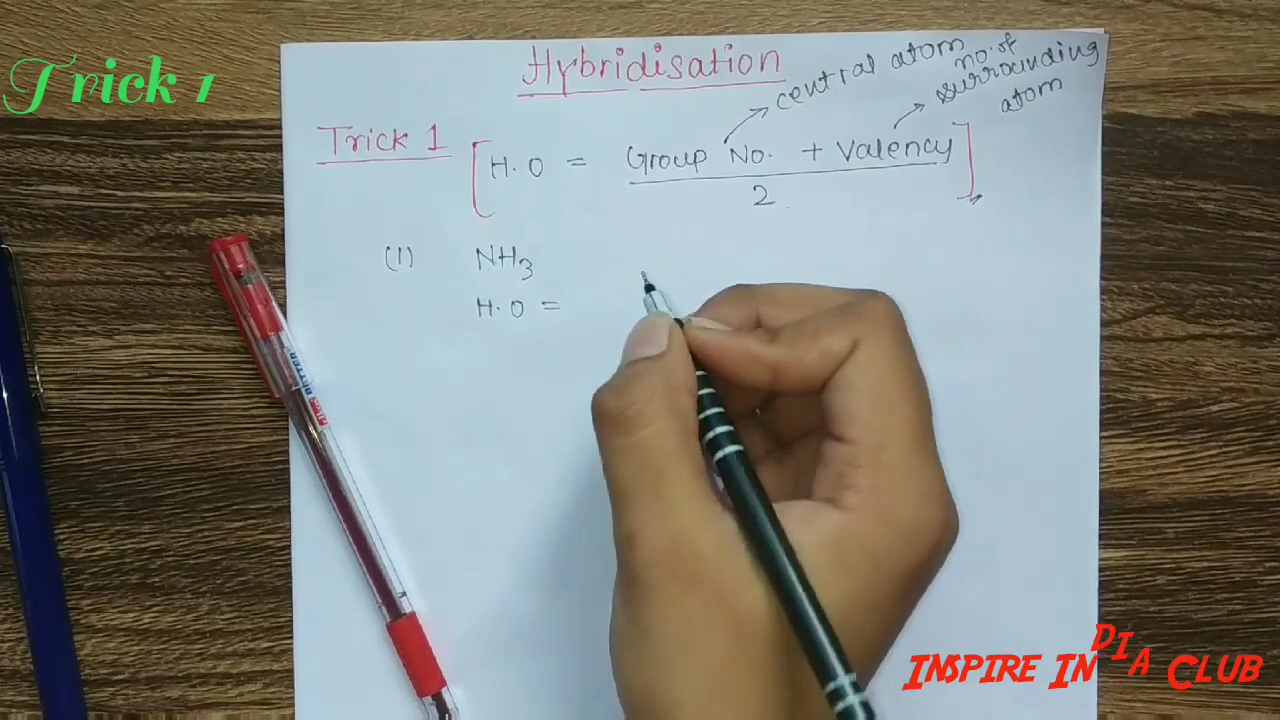 Trick 1
Hybridisation
central atom
no. of
surrounding
atom
Trick 1 [H.O = Group No. + Valency / 2]
(1) NH3
H.O =
INSPIRE INDIA CLUB